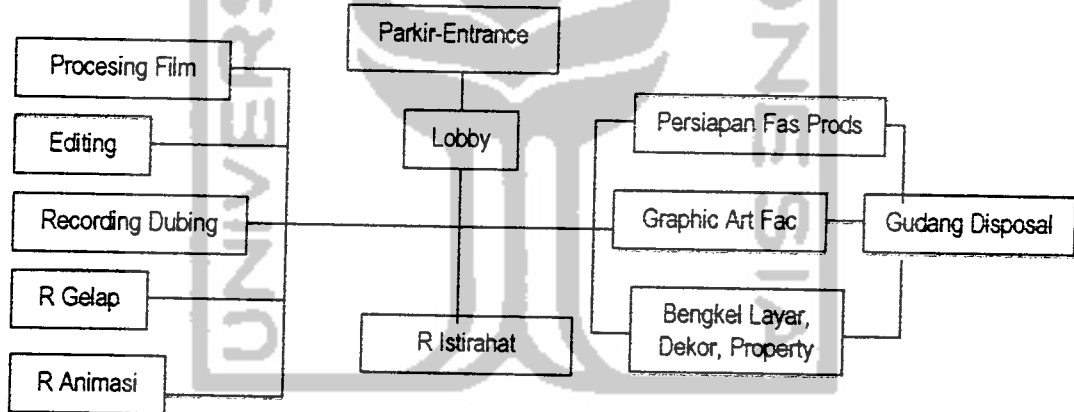 Parkir-Entrance
Procesing Film
Editing
Lobby
Persiapan Fas Prods
Recording Dubing
Graphic Art Fac
Gudang Disposal
R Gelap
R Istirahat
Bengkel Layar,
Dekor, Property
R Animasi